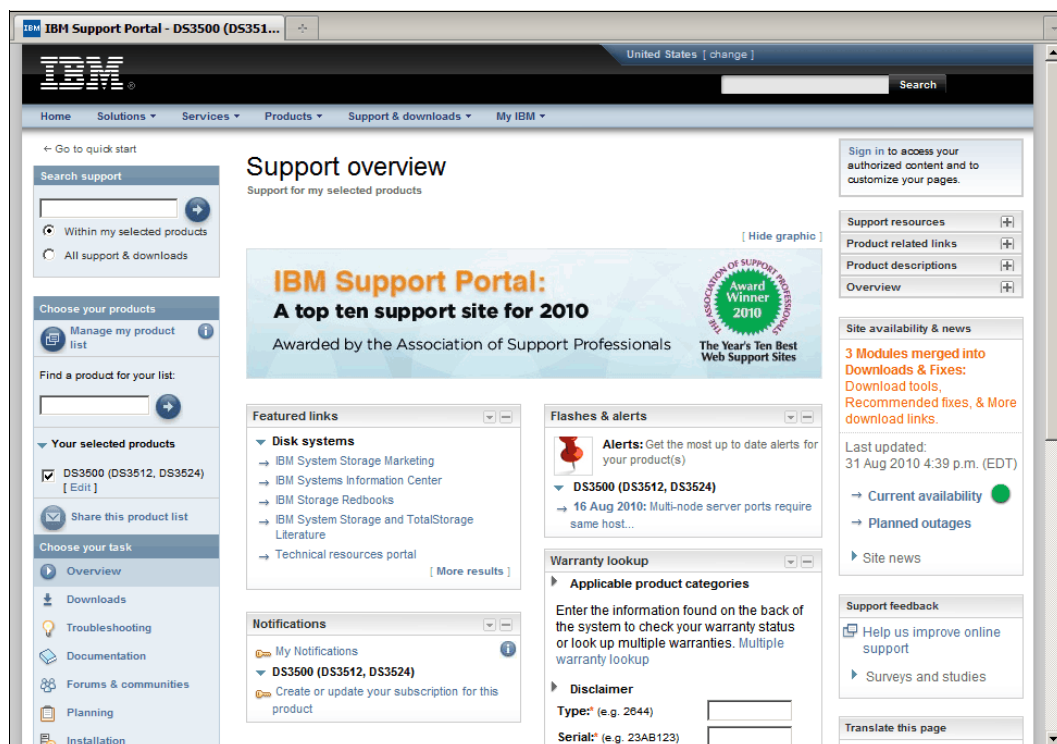 IBM IBM Support Portal - DS3500 (DS351...
United States [ change ]
IBM®
Search
Home Solutions Services Products Support & downloads My IBM
← Go to quick start
Search support
Within my selected products
All support & downloads
Choose your products
Manage my product
list
Find a product for your list:
Your selected products
DS3500 (DS3512, DS3524)
[ Edit ]
Share this product list
Choose your task
Overview
Downloads
Troubleshooting
Documentation
Forums & communities
Planning
Installation
Support overview
Support for my selected products
[ Hide graphic ]
IBM Support Portal:
A top ten support site for 2010
Awarded by the Association of Support Professionals
THE ASSOCIATION OF SUPPORT PROFESSIONALS
Award
Winner
2010
The Year's Ten Best
Web Support Sites
Featured links
Disk systems
→ IBM System Storage Marketing
→ IBM Systems Information Center
→ IBM Storage Redbooks
→ IBM System Storage and TotalStorage
Literature
→ Technical resources portal
[ More results ]
Notifications
My Notifications
DS3500 (DS3512, DS3524)
Create or update your subscription for this
product
Flashes & alerts
Alerts: Get the most up to date alerts for
your product(s)
DS3500 (DS3512, DS3524)
→ 16 Aug 2010: Multi-node server ports require
same host...
Warranty lookup
Applicable product categories
Enter the information found on the back of
the system to check your warranty status
or look up multiple warranties. Multiple
warranty lookup
Disclaimer
Type:* (e.g. 2644)
Serial:* (e.g. 23AB123)
Sign in to access your
authorized content and to
customize your pages.
Support resources
Product related links
Product descriptions
Overview
Site availability & news
3 Modules merged into
Downloads & Fixes:
Download tools,
Recommended fixes, & More
download links.
Last updated:
31 Aug 2010 4:39 p.m. (EDT)
→ Current availability
→ Planned outages
Site news
Support feedback
Help us improve online
support
Surveys and studies
Translate this page